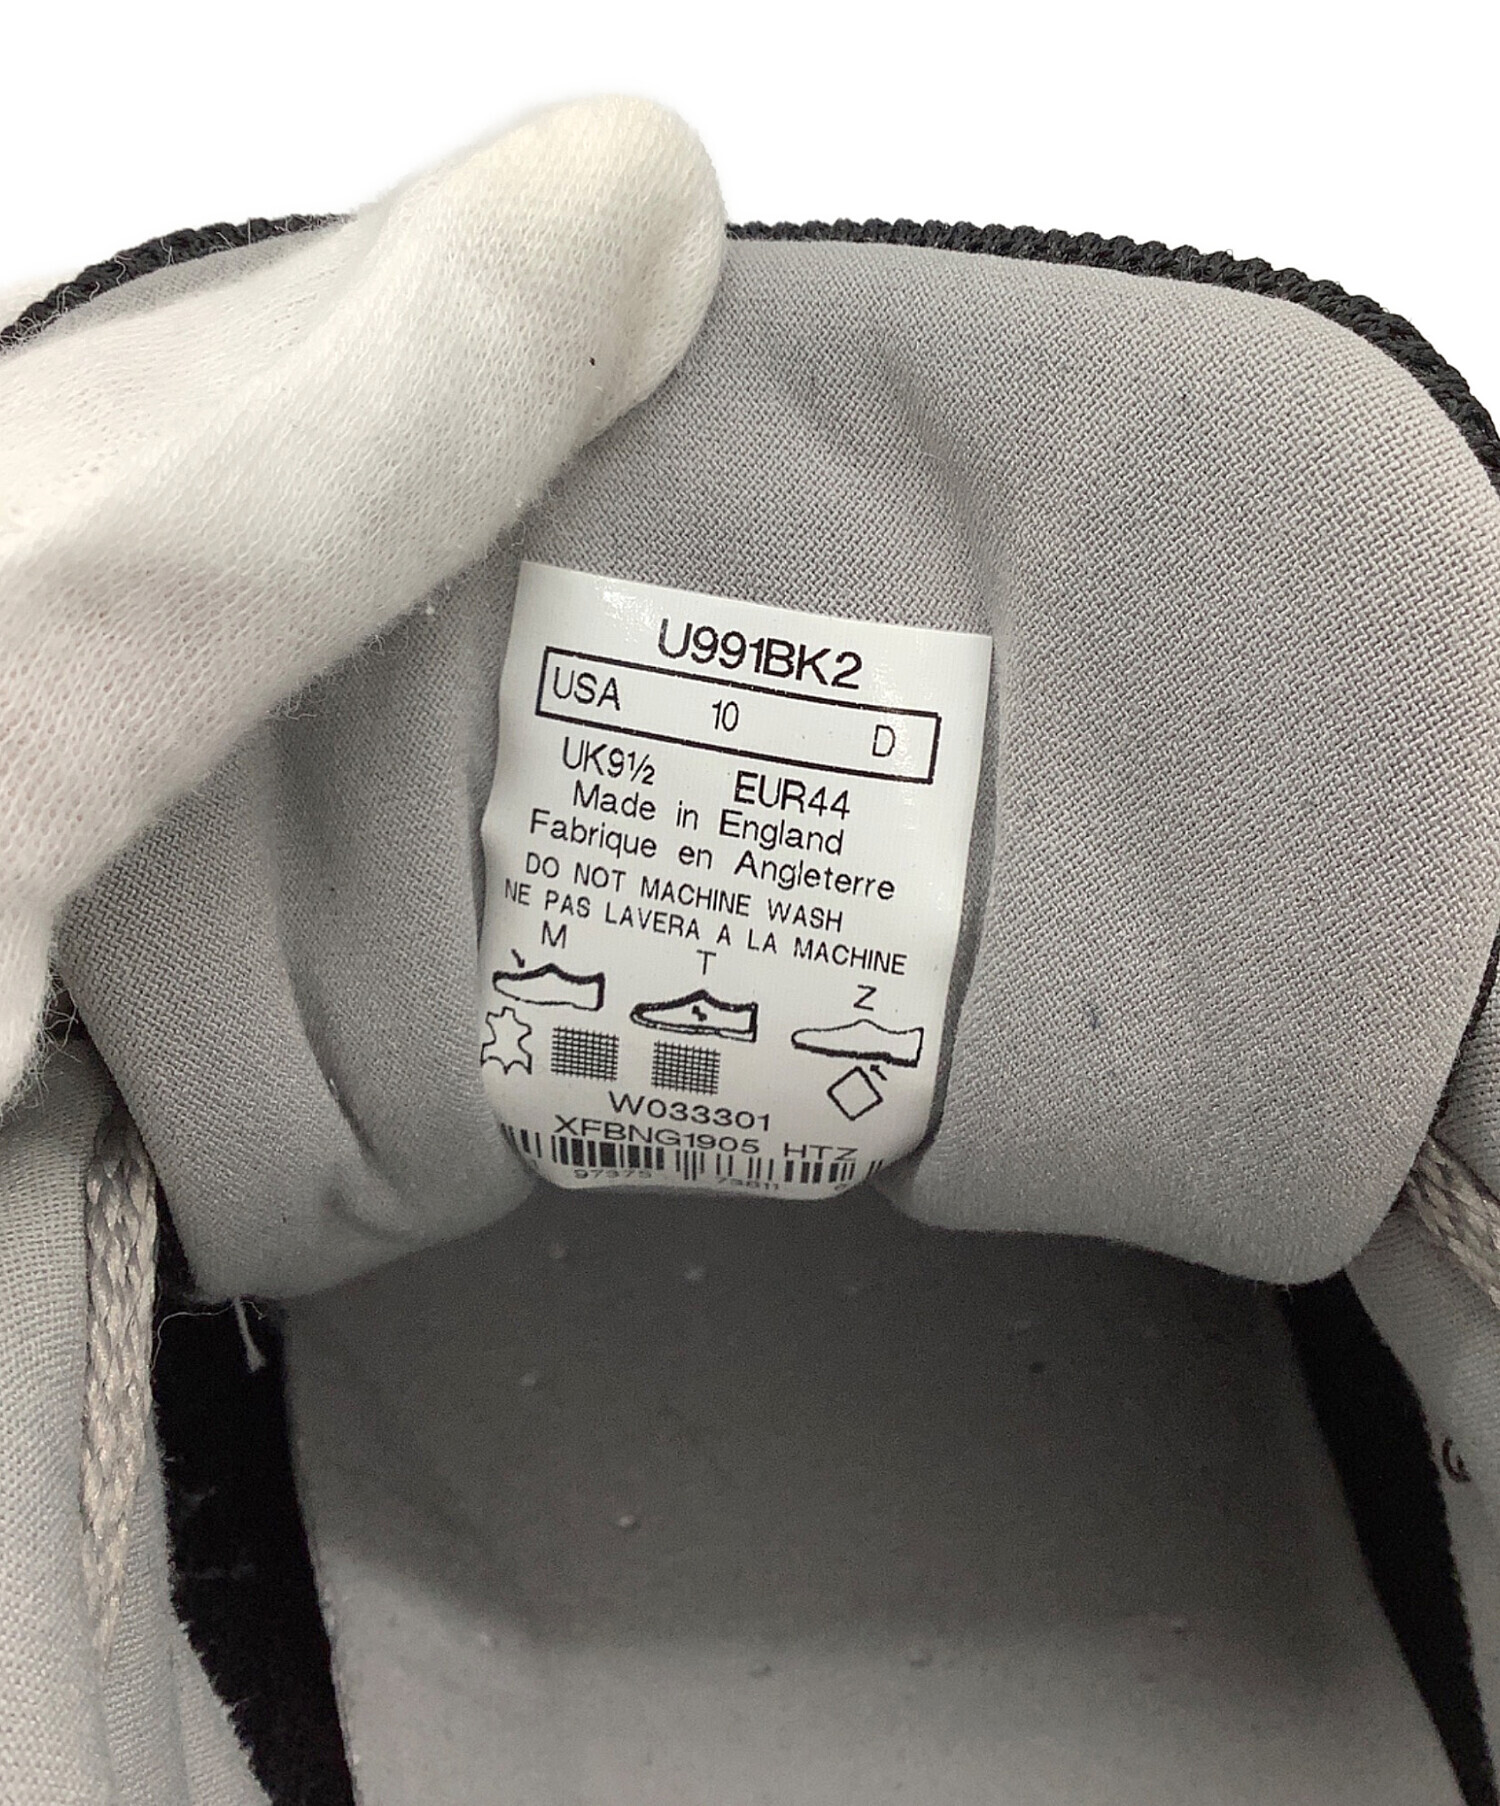 U991BK2
USA 10 D
UK9½ EUR44
Made in England
Fabrique en Angleterre
DO NOT MACHINE WASH
NE PAS LAVERA A LA MACHINE
M T Z
W033301
XFBNG1905 HTZ
97375